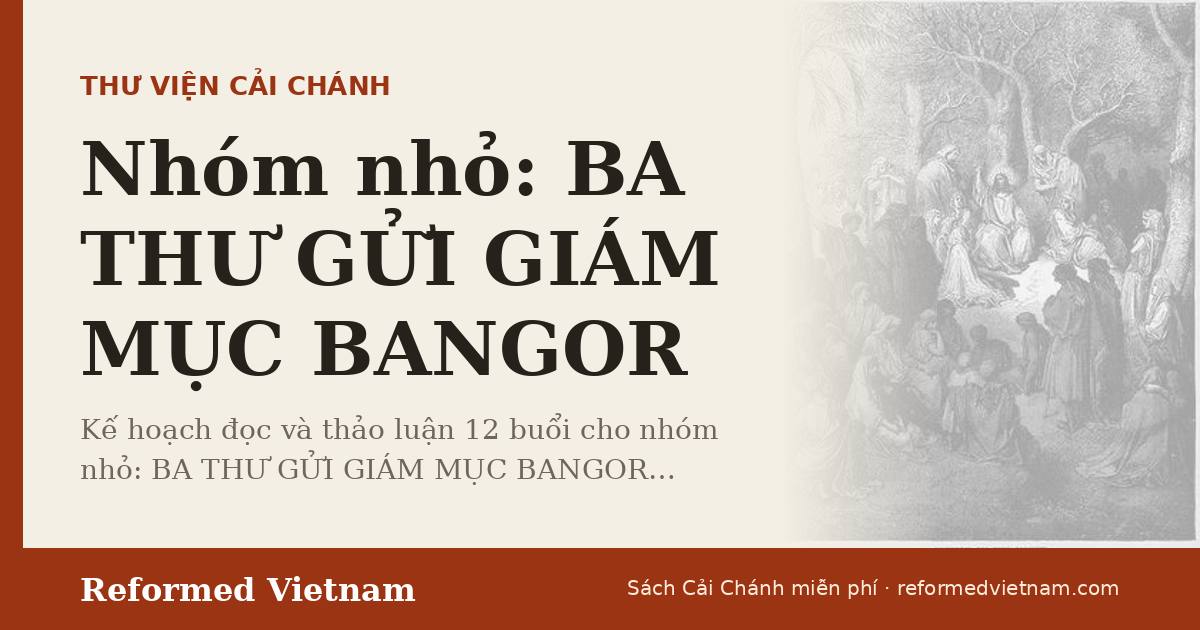 THƯ VIỆN CẢI CHÁNH
Nhóm nhỏ: BA
THƯ GỬI GIÁM
MỤC BANGOR
Kế hoạch đọc và thảo luận 12 buổi cho nhóm
nhỏ: BA THƯ GỬI GIÁM MỤC BANGOR...
Reformed Vietnam
Sách Cải Chánh miễn phí · reformedvietnam.com